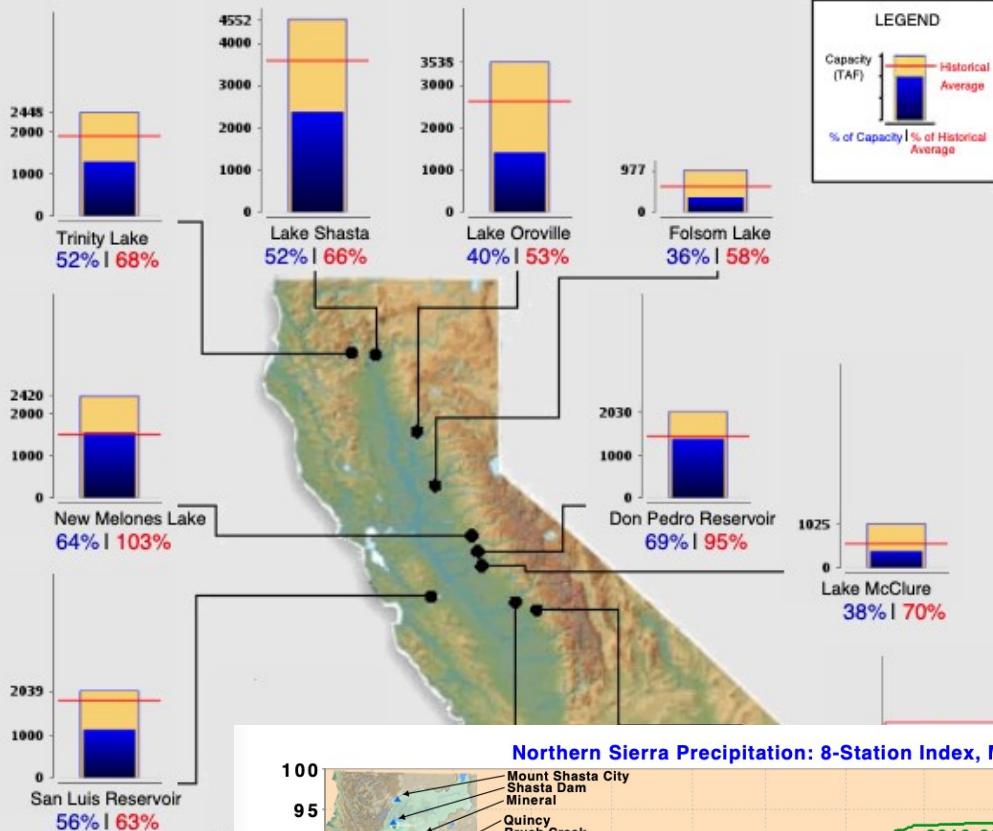 LEGEND
Capacity
(TAF)
Historical
Average
% of Capacity | % of Historical
Average
2448
2000
1000
0
Trinity Lake
52% | 68%
4552
4000
3000
2000
1000
0
Lake Shasta
52% | 66%
3538
3000
2000
1000
0
Lake Oroville
40% | 53%
977
0
Folsom Lake
36% | 58%
2420
2000
1000
0
New Melones Lake
64% | 103%
2030
1000
0
Don Pedro Reservoir
69% | 95%
1025
0
Lake McClure
38% | 70%
2039
1000
0
San Luis Reservoir
56% | 63%
Northern Sierra Precipitation: 8-Station Index,
100
95
Mount Shasta City
Shasta Dam
Mineral
Quincy